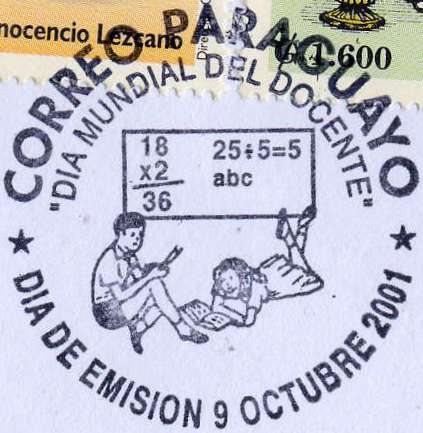 nocencio Lezcano
₲ 1.600
CORREO PARAGUAYO
"DIA MUNDIAL DEL DOCENTE"
18
x2
36
25÷5=5
abc
★ DIA DE EMISION 9 OCTUBRE 2001 ★